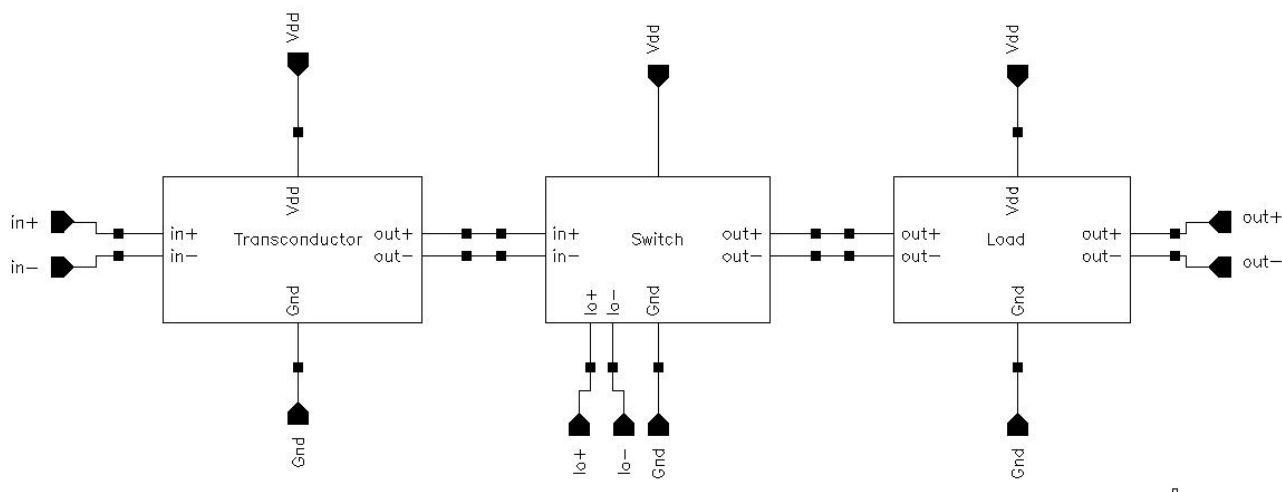 Vdd
Vdd
Vdd
Vdd
Vdd
in+
in+
Transconductor
out+
in+
Switch
out+
out+
Load
out+
out+
in-
in-
out-
in-
out-
out-
out-
out-
Gnd
lo+
lo-
Gnd
Gnd
Gnd
lo+
lo-
Gnd
Gnd